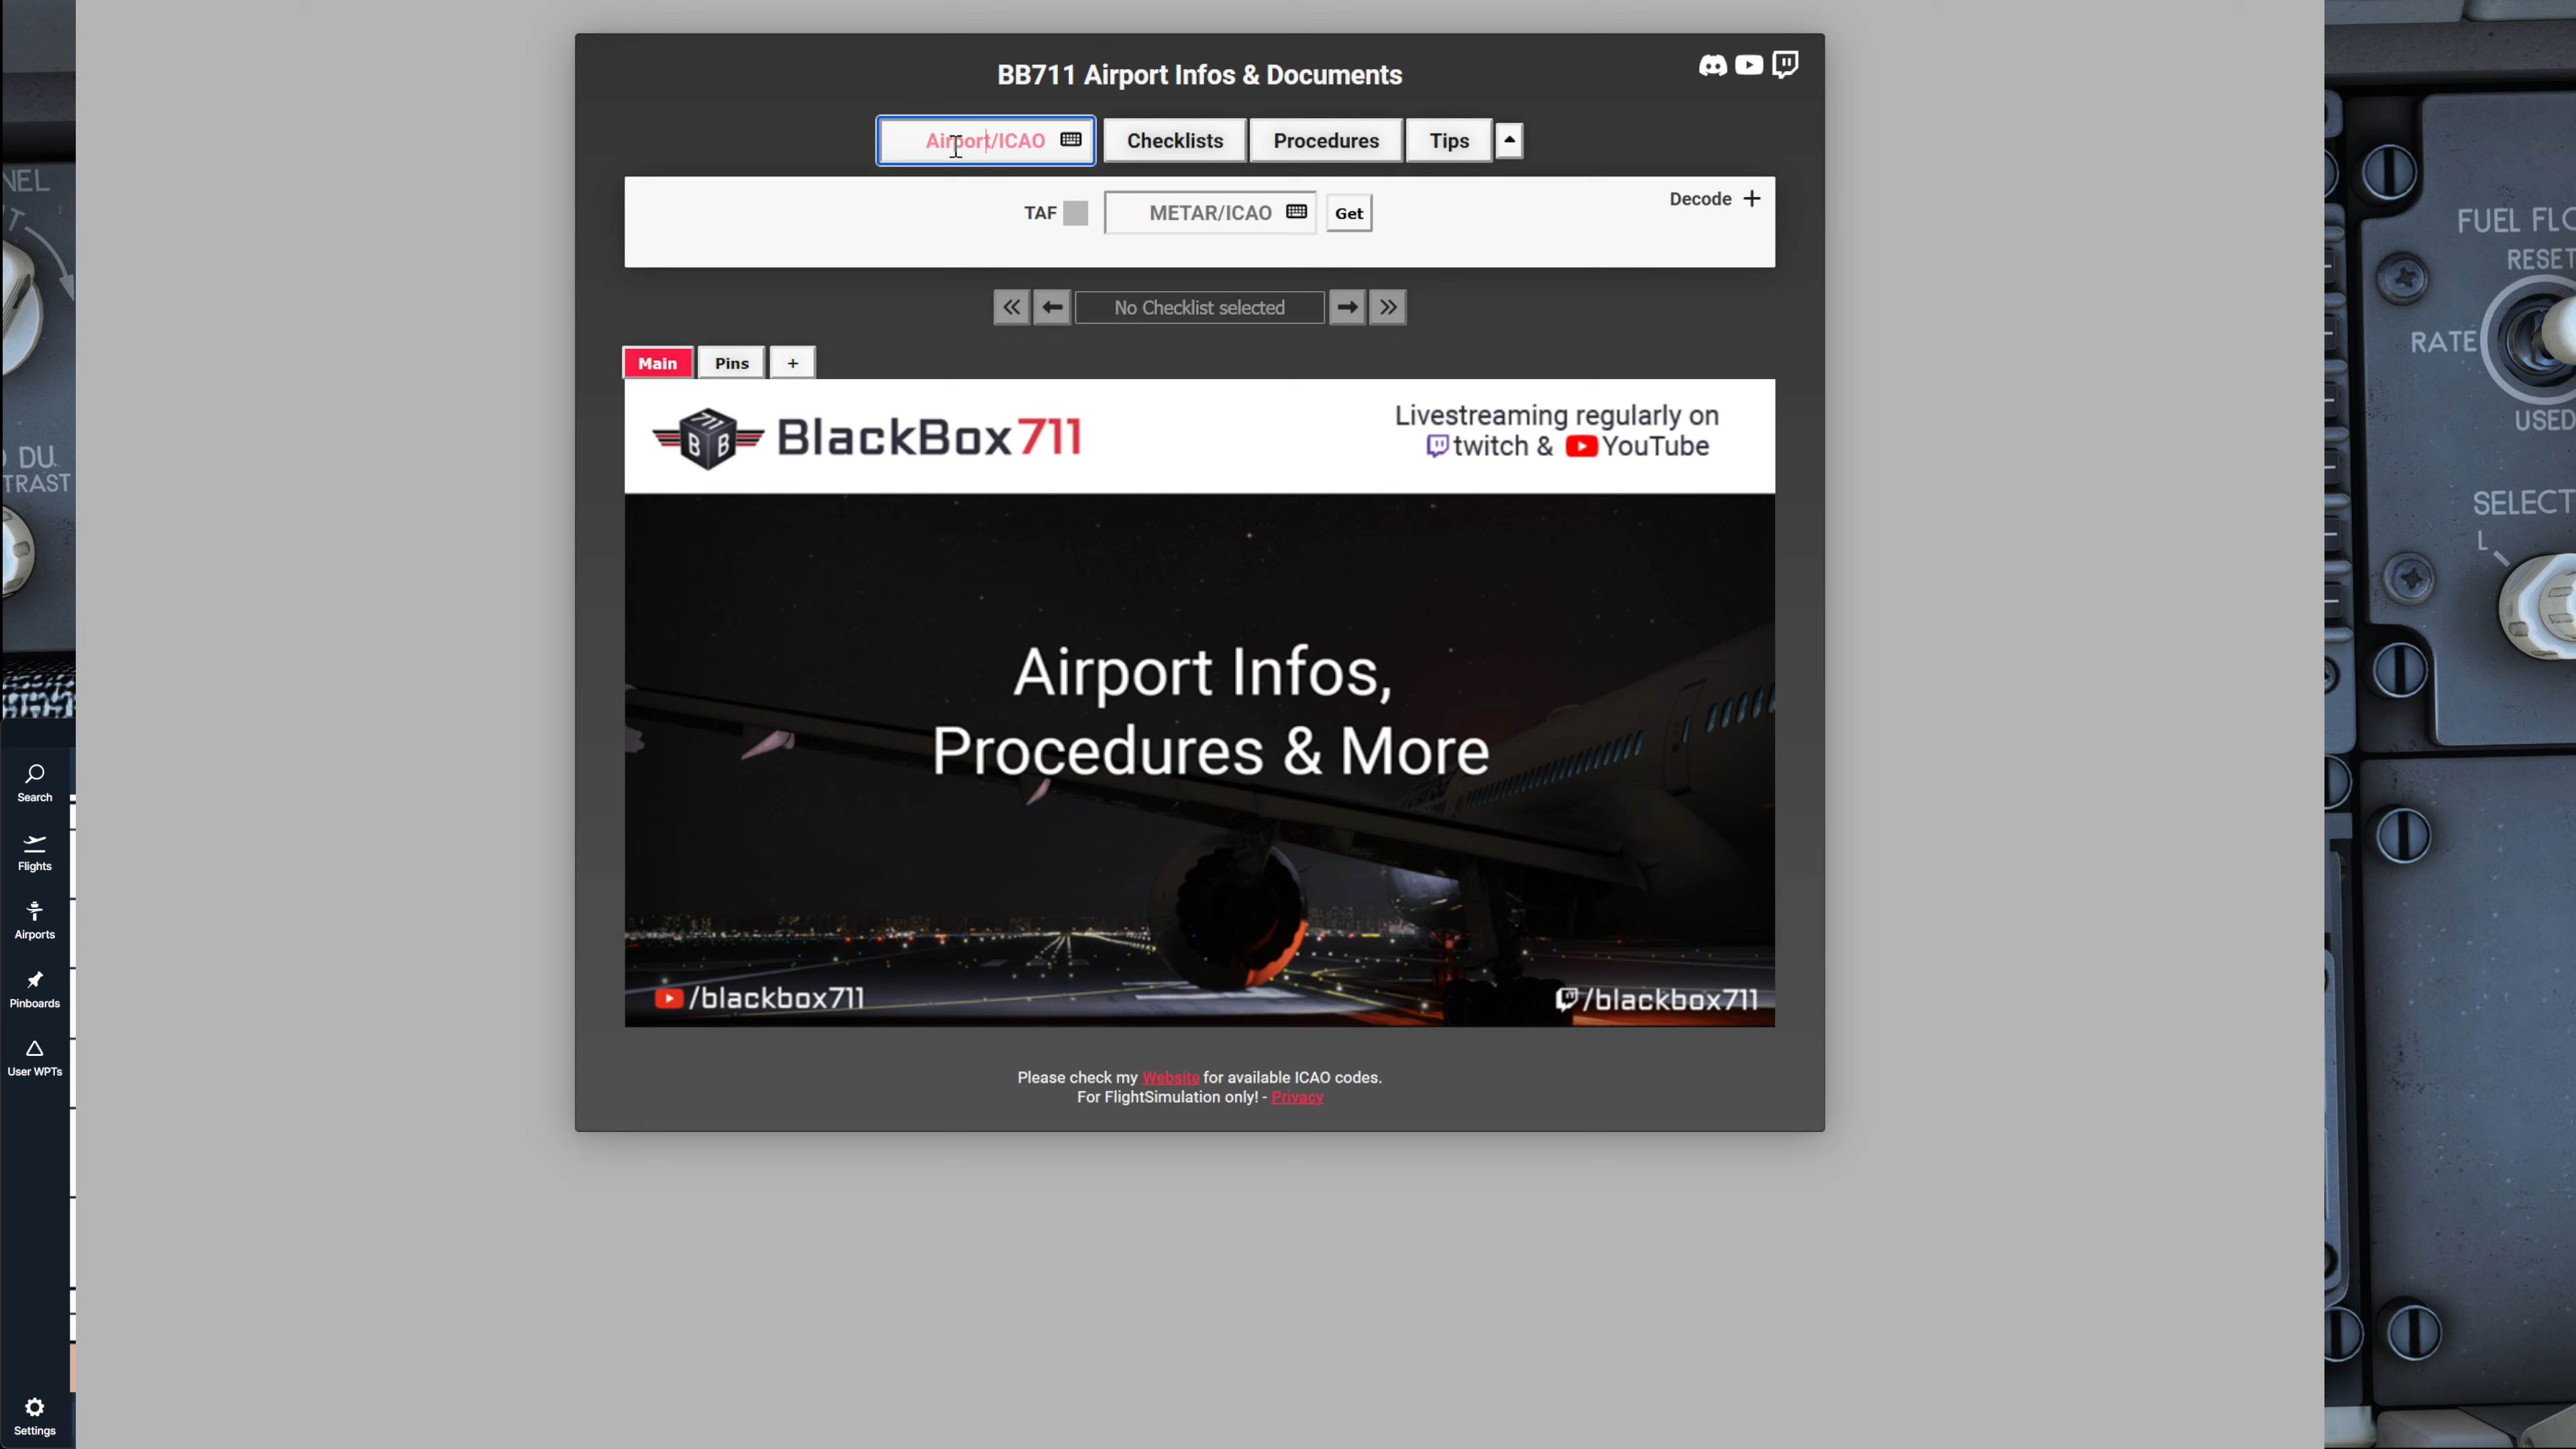 BB711 Airport Infos & Documents
Airport/ICAO
Checklists
Procedures
Tips
TAF
METAR/ICAO
Get
Decode +
No Checklist selected
Main
Pins
+
711
B B
BlackBox711
Livestreaming regularly on
twitch & YouTube
Airport Infos,
Procedures & More
/blackbox711
/blackbox711
Please check my Website for available ICAO codes.
For FlightSimulation only! - Privacy
NEL
T
DU
TRAST
Search
Flights
Airports
Pinboards
User WPTs
Settings
FUEL FLO
RESET
RATE
USED
SELECT
L